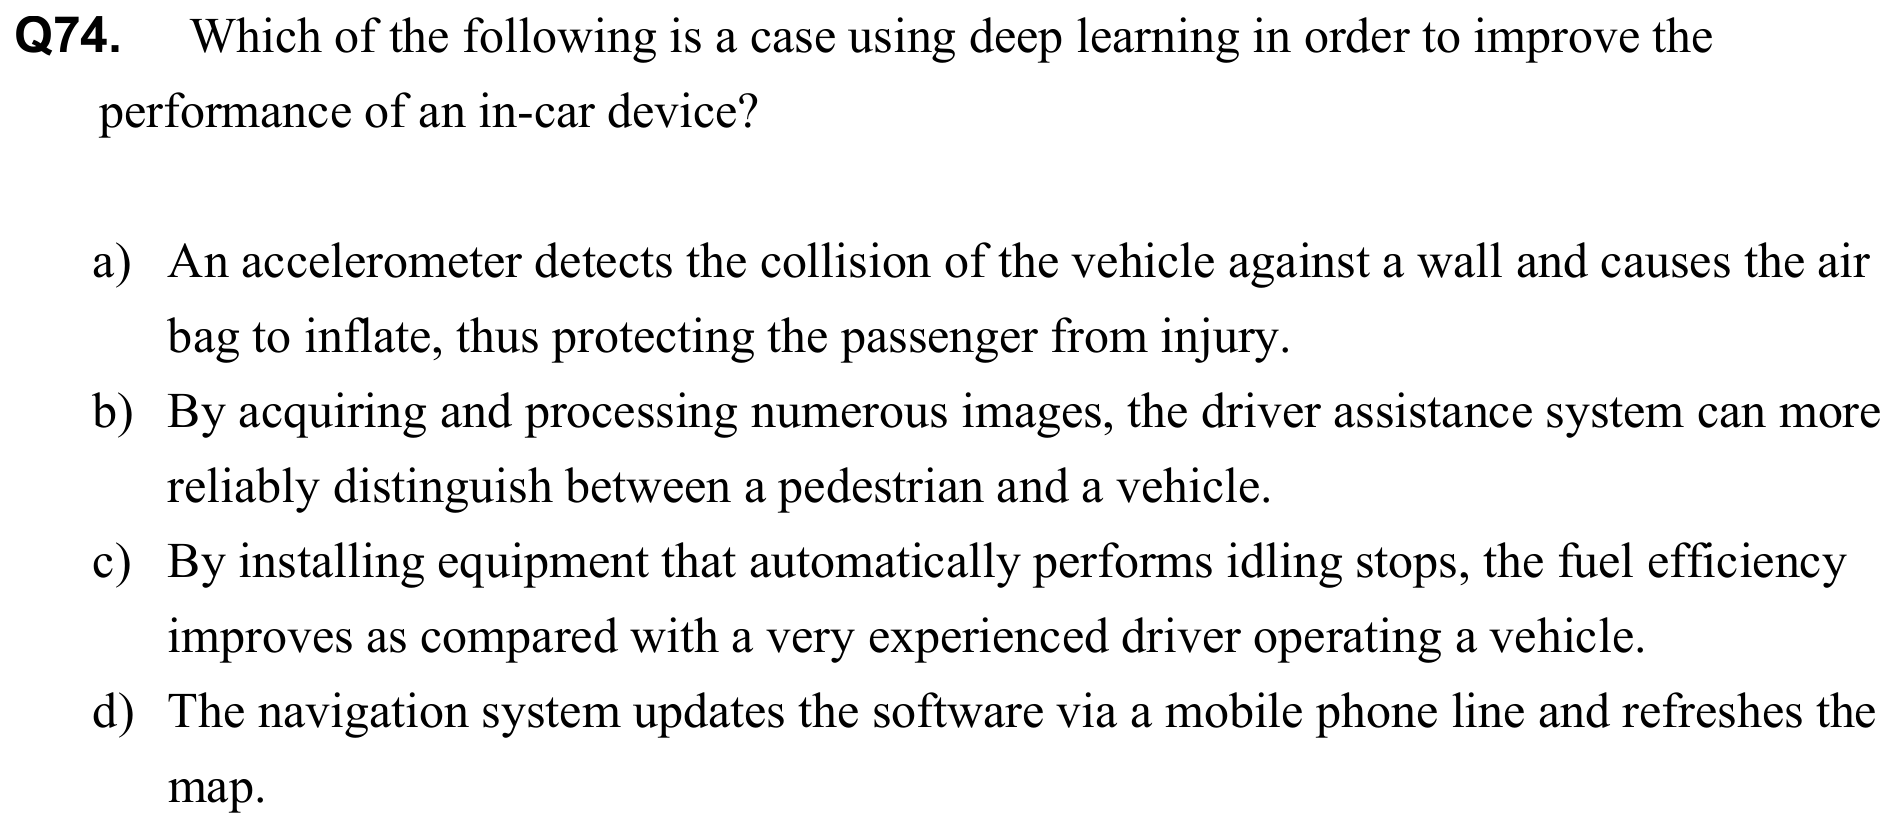 Q74. Which of the following is a case using deep learning in order to improve the
performance of an in-car device?
a) An accelerometer detects the collision of the vehicle against a wall and causes the air
bag to inflate, thus protecting the passenger from injury.
b) By acquiring and processing numerous images, the driver assistance system can more
reliably distinguish between a pedestrian and a vehicle.
c) By installing equipment that automatically performs idling stops, the fuel efficiency
improves as compared with a very experienced driver operating a vehicle.
d) The navigation system updates the software via a mobile phone line and refreshes the
map.